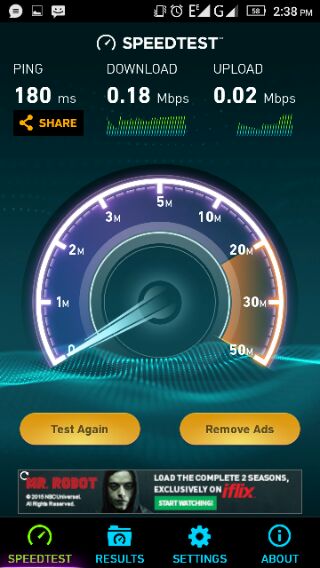 E G 58 2:38 PM
SPEEDTEST
PING DOWNLOAD UPLOAD
180 ms 0.18 Mbps 0.02 Mbps
SHARE
5M
3M 10M
2M 20M
1M 30M
0 50M
Test Again Remove Ads
MR. ROBOT
© 2015 NBCUniversal.
All Rights Reserved.
LOAD THE COMPLETE 2 SEASONS,
EXCLUSIVELY ON iflix
START WATCHING!
SPEEDTEST RESULTS SETTINGS ABOUT